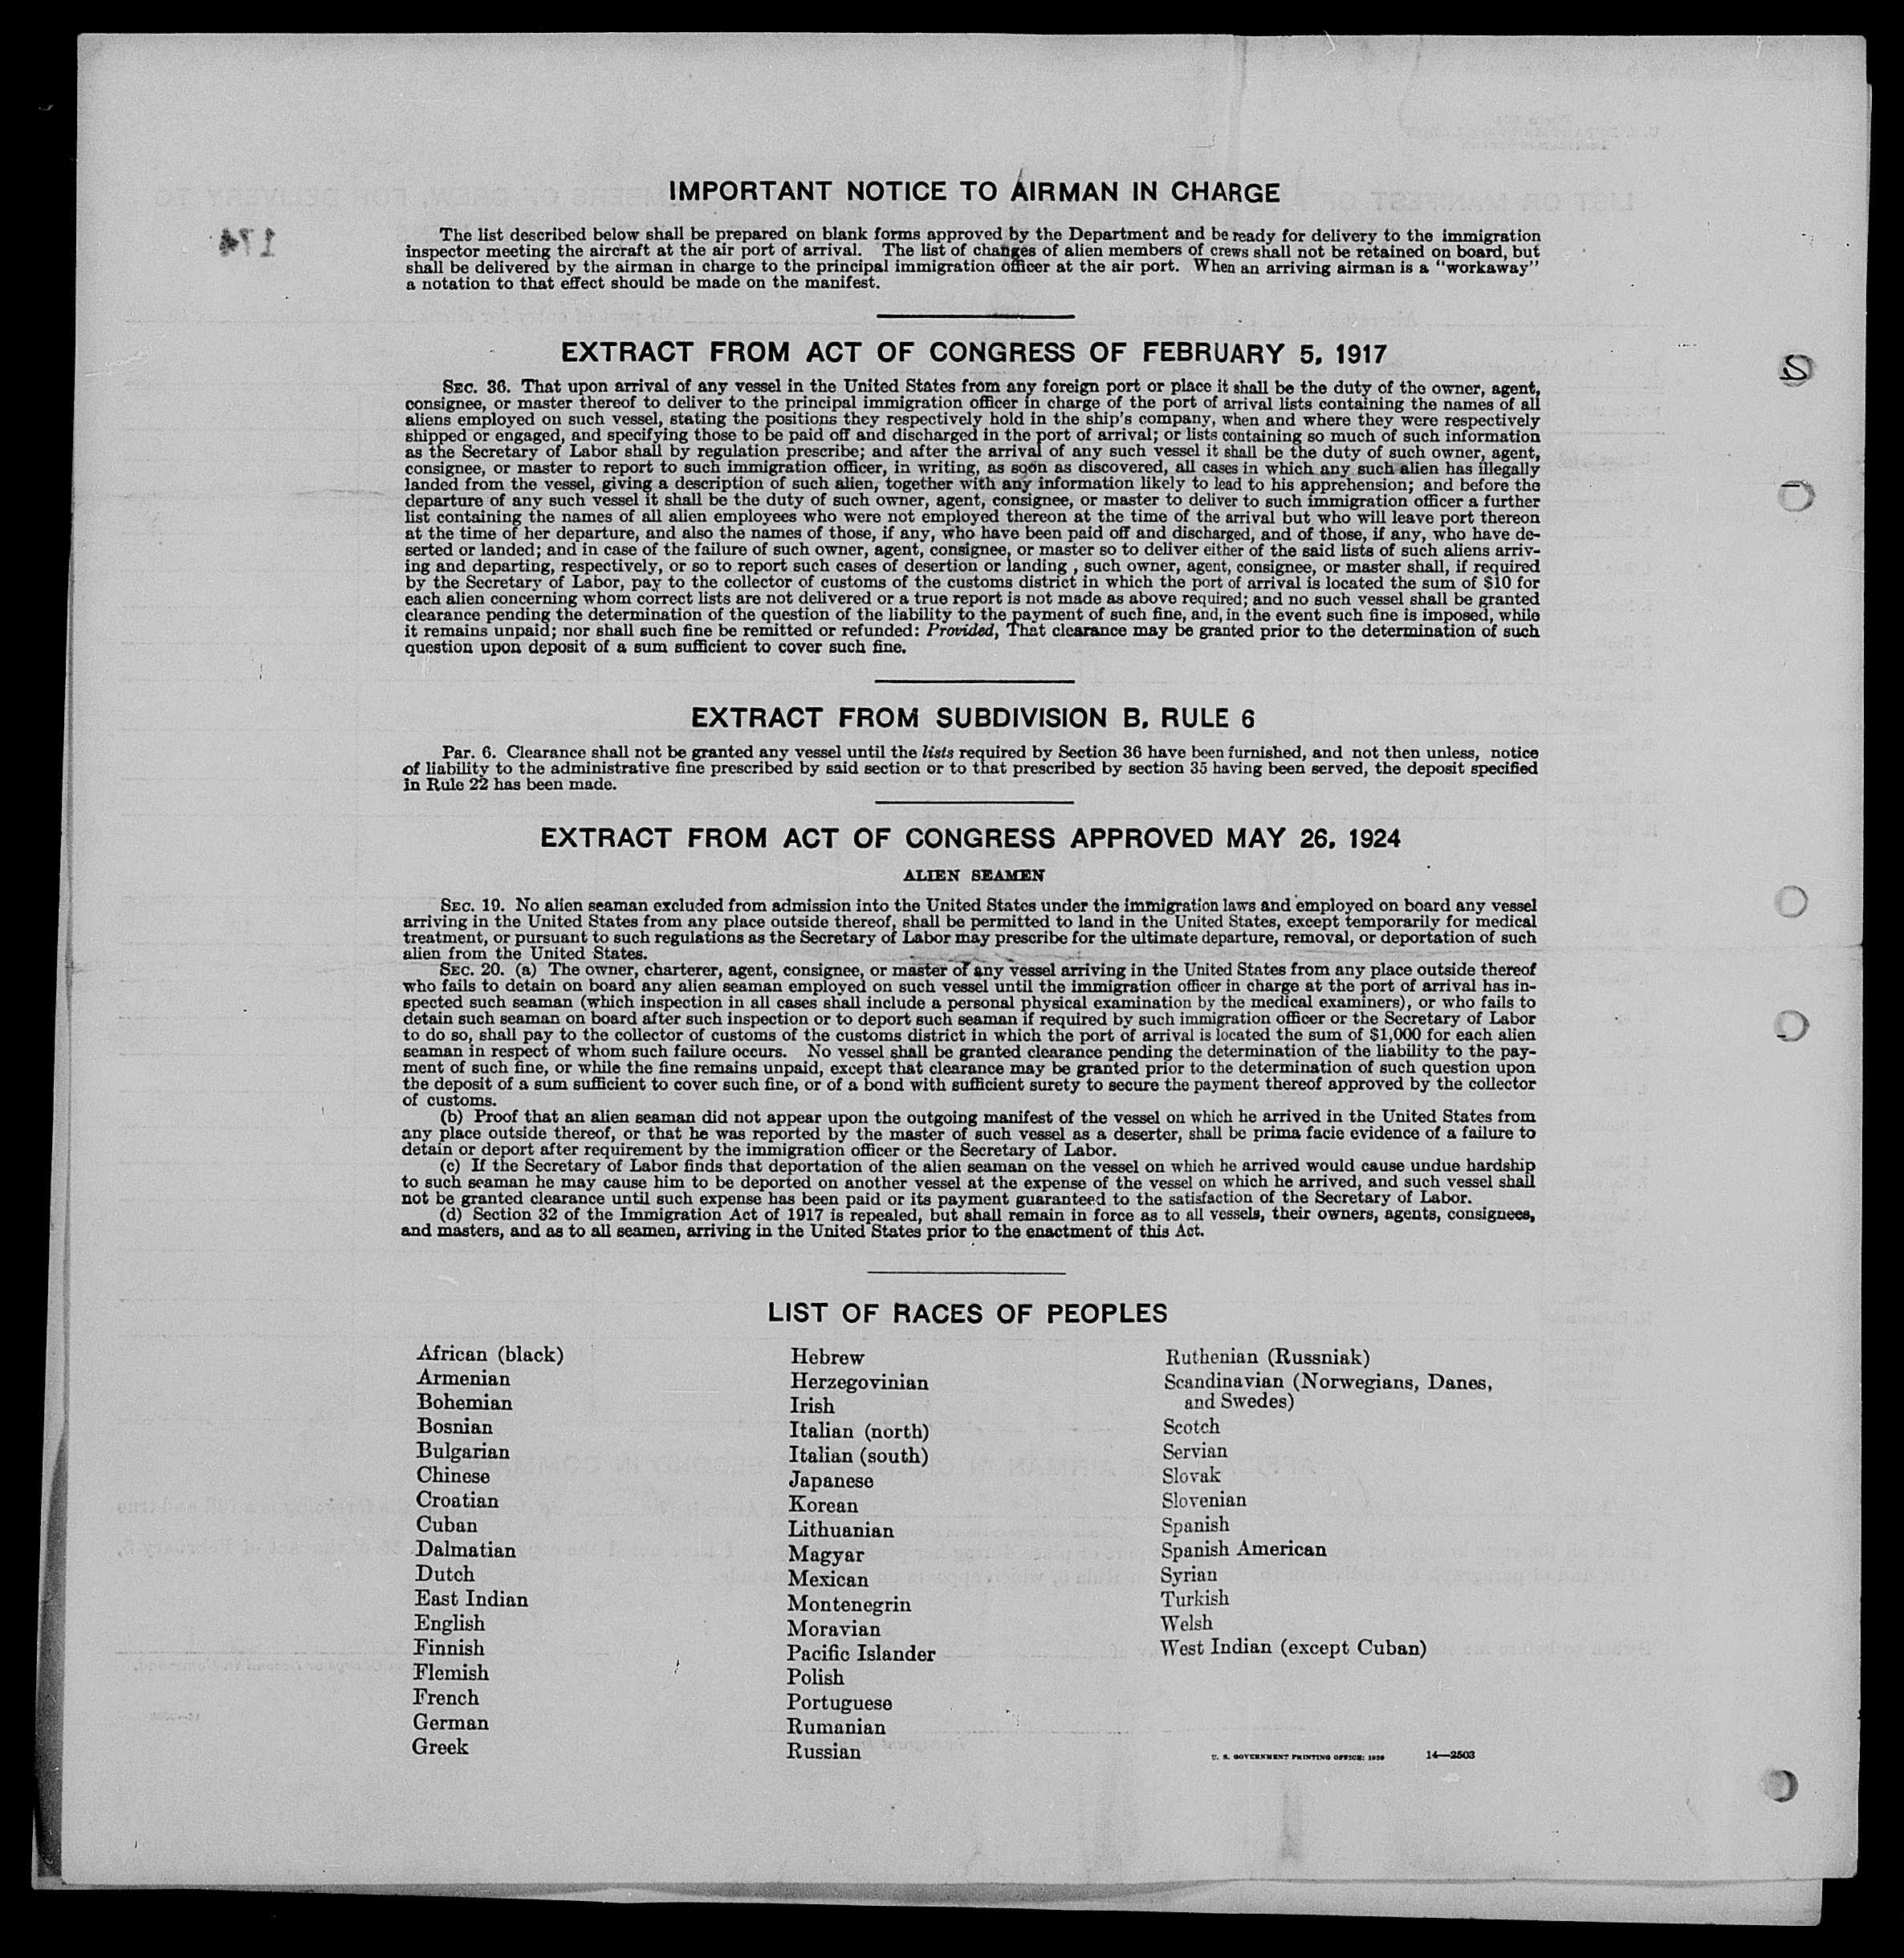 IMPORTANT NOTICE TO AIRMAN IN CHARGE
The list described below shall be prepared on blank forms approved by the Department and be ready for delivery to the immigration
inspector meeting the aircraft at the air port of arrival. The list of changes of alien members of crews shall not be retained on board, but
shall be delivered by the airman in charge to the principal immigration officer at the air port. When an arriving airman is a "workaway"
a notation to that effect should be made on the manifest.
174
EXTRACT FROM ACT OF CONGRESS OF FEBRUARY 5, 1917
SEC. 36. That upon arrival of any vessel in the United States from any foreign port or place it shall be the duty of the owner, agent,
consignee, or master thereof to deliver to the principal immigration officer in charge of the port of arrival lists containing the names of all
aliens employed on such vessel, stating the positions they respectively hold in the ship's company, when and where they were respectively
shipped or engaged, and specifying those to be paid off and discharged in the port of arrival; or lists containing so much of such information
as the Secretary of Labor shall by regulation prescribe; and after the arrival of any such vessel it shall be the duty of such owner, agent,
consignee, or master to report to such immigration officer, in writing, as soon as discovered, all cases in which any such alien has illegally
landed from the vessel, giving a description of such alien, together with any information likely to lead to his apprehension; and before the
departure of any such vessel it shall be the duty of such owner, agent, consignee, or master to deliver to such immigration officer a further
list containing the names of all alien employees who were not employed thereon at the time of the arrival but who will leave port thereon
at the time of her departure, and also the names of those, if any, who have been paid off and discharged, and of those, if any, who have de-
serted or landed; and in case of the failure of such owner, agent, consignee, or master so to deliver either of the said lists of such aliens arriv-
ing and departing, respectively, or so to report such cases of desertion or landing , such owner, agent, consignee, or master shall, if required
by the Secretary of Labor, pay to the collector of customs of the customs district in which the port of arrival is located the sum of $10 for
each alien concerning whom correct lists are not delivered or a true report is not made as above required; and no such vessel shall be granted
clearance pending the determination of the question of the liability to the payment of such fine, and, in the event such fine is imposed, while
it remains unpaid; nor shall such fine be remitted or refunded: Provided, That clearance may be granted prior to the determination of such
question upon deposit of a sum sufficient to cover such fine.
EXTRACT FROM SUBDIVISION B, RULE 6
Par. 6. Clearance shall not be granted any vessel until the lists required by Section 36 have been furnished, and not then unless, notice
of liability to the administrative fine prescribed by said section or to that prescribed by section 35 having been served, the deposit specified
in Rule 22 has been made.
EXTRACT FROM ACT OF CONGRESS APPROVED MAY 26, 1924
ALIEN SEAMEN
SEC. 19. No alien seaman excluded from admission into the United States under the immigration laws and employed on board any vessel
arriving in the United States from any place outside thereof, shall be permitted to land in the United States, except temporarily for medical
treatment, or pursuant to such regulations as the Secretary of Labor may prescribe for the ultimate departure, removal, or deportation of such
alien from the United States.
SEC. 20. (a) The owner, charterer, agent, consignee, or master of any vessel arriving in the United States from any place outside thereof
who fails to detain on board any alien seaman employed on such vessel until the immigration officer in charge at the port of arrival has in-
spected such seaman (which inspection in all cases shall include a personal physical examination by the medical examiners), or who fails to
detain such seaman on board after such inspection or to deport such seaman if required by such immigration officer or the Secretary of Labor
to do so, shall pay to the collector of customs of the customs district in which the port of arrival is located the sum of $1,000 for each alien
seaman in respect of whom such failure occurs. No vessel shall be granted clearance pending the determination of the liability to the pay-
ment of such fine, or while the fine remains unpaid, except that clearance may be granted prior to the determination of such question upon
the deposit of a sum sufficient to cover such fine, or of a bond with sufficient surety to secure the payment thereof approved by the collector
of customs.
(b) Proof that an alien seaman did not appear upon the outgoing manifest of the vessel on which he arrived in the United States from
any place outside thereof, or that he was reported by the master of such vessel as a deserter, shall be prima facie evidence of a failure to
detain or deport after requirement by the immigration officer or the Secretary of Labor.
(c) If the Secretary of Labor finds that deportation of the alien seaman on the vessel on which he arrived would cause undue hardship
to such seaman he may cause him to be deported on another vessel at the expense of the vessel on which he arrived, and such vessel shall
not be granted clearance until such expense has been paid or its payment guaranteed to the satisfaction of the Secretary of Labor.
(d) Section 32 of the Immigration Act of 1917 is repealed, but shall remain in force as to all vessels, their owners, agents, consignees,
and masters, and as to all seamen, arriving in the United States prior to the enactment of this Act.
LIST OF RACES OF PEOPLES
African (black)
Armenian
Bohemian
Bosnian
Bulgarian
Chinese
Croatian
Cuban
Dalmatian
Dutch
East Indian
English
Finnish
Flemish
French
German
Greek
Hebrew
Herzegovinian
Irish
Italian (north)
Italian (south)
Japanese
Korean
Lithuanian
Magyar
Mexican
Montenegrin
Moravian
Pacific Islander
Polish
Portuguese
Rumanian
Russian
Ruthenian (Russniak)
Scandinavian (Norwegians, Danes,
and Swedes)
Scotch
Servian
Slovak
Slovenian
Spanish
Spanish American
Syrian
Turkish
Welsh
West Indian (except Cuban)
U. S. GOVERNMENT PRINTING OFFICE: 1929 14—2503